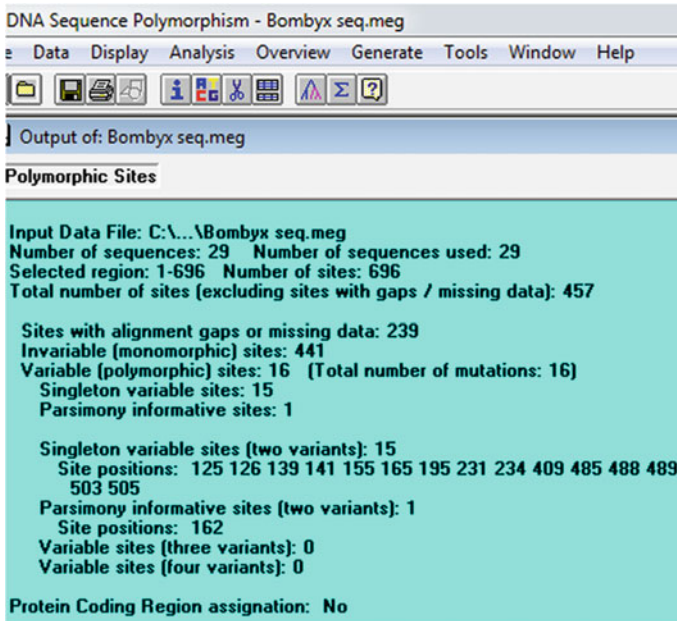 DNA Sequence Polymorphism - Bombyx seq.meg
Data Display Analysis Overview Generate Tools Window Help
Output of: Bombyx seq.meg
Polymorphic Sites
Input Data File: C:\...\Bombyx seq.meg
Number of sequences: 29 Number of sequences used: 29
Selected region: 1-696 Number of sites: 696
Total number of sites (excluding sites with gaps / missing data): 457
Sites with alignment gaps or missing data: 239
Invariable (monomorphic) sites: 441
Variable (polymorphic) sites: 16 (Total number of mutations: 16)
Singleton variable sites: 15
Parsimony informative sites: 1
Singleton variable sites (two variants): 15
Site positions: 125 126 139 141 155 165 195 231 234 409 485 488 489
503 505
Parsimony informative sites (two variants): 1
Site positions: 162
Variable sites (three variants): 0
Variable sites (four variants): 0
Protein Coding Region assignation: No